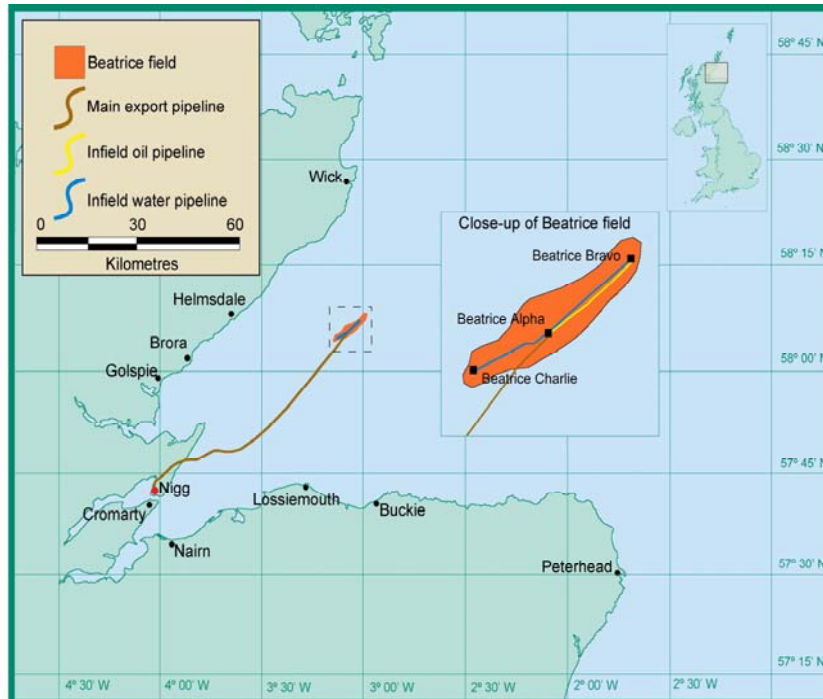 Beatrice field
Main export pipeline
Infield oil pipeline
Infield water pipeline
0 30 60
Kilometres
58° 45' N
58° 30' N
58° 15' N
58° 00' N
57° 45' N
57° 30' N
57° 15' N
Wick
Close-up of Beatrice field
Beatrice Bravo
Beatrice Alpha
Beatrice Charlie
Helmsdale
Brora
Golspie
Nigg
Cromarty
Nairn
Lossiemouth
Buckie
Peterhead
4° 30' W 4° 00' W 3° 30' W 3° 00' W 2° 30' W 2° 00' W 2° 30' W